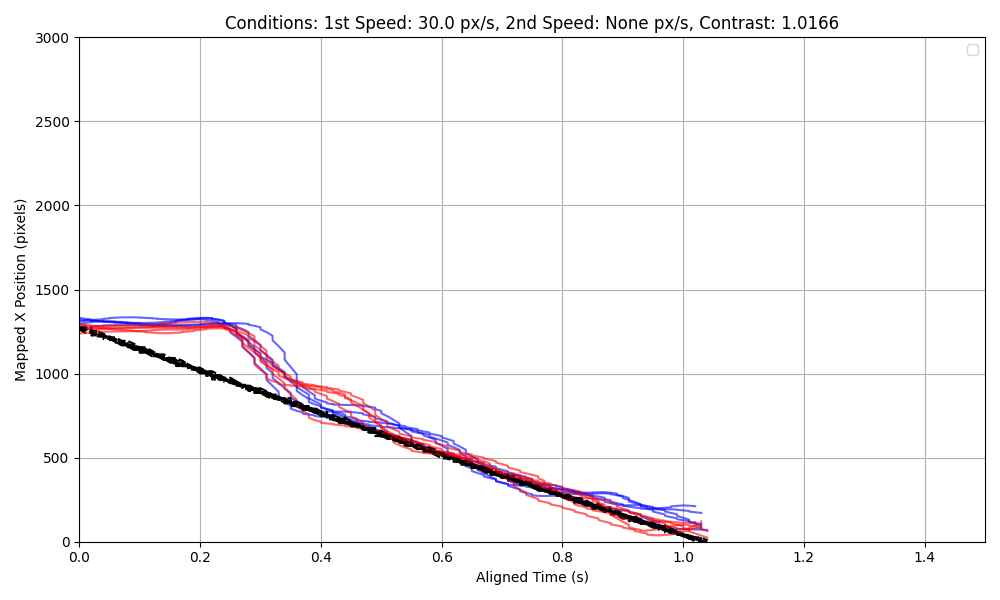 Conditions: 1st Speed: 30.0 px/s, 2nd Speed: None px/s, Contrast: 1.0166
3000
2500
2000
1500
1000
500
0
Mapped X Position (pixels)
0.0 0.2 0.4 0.6 0.8 1.0 1.2 1.4
Aligned Time (s)